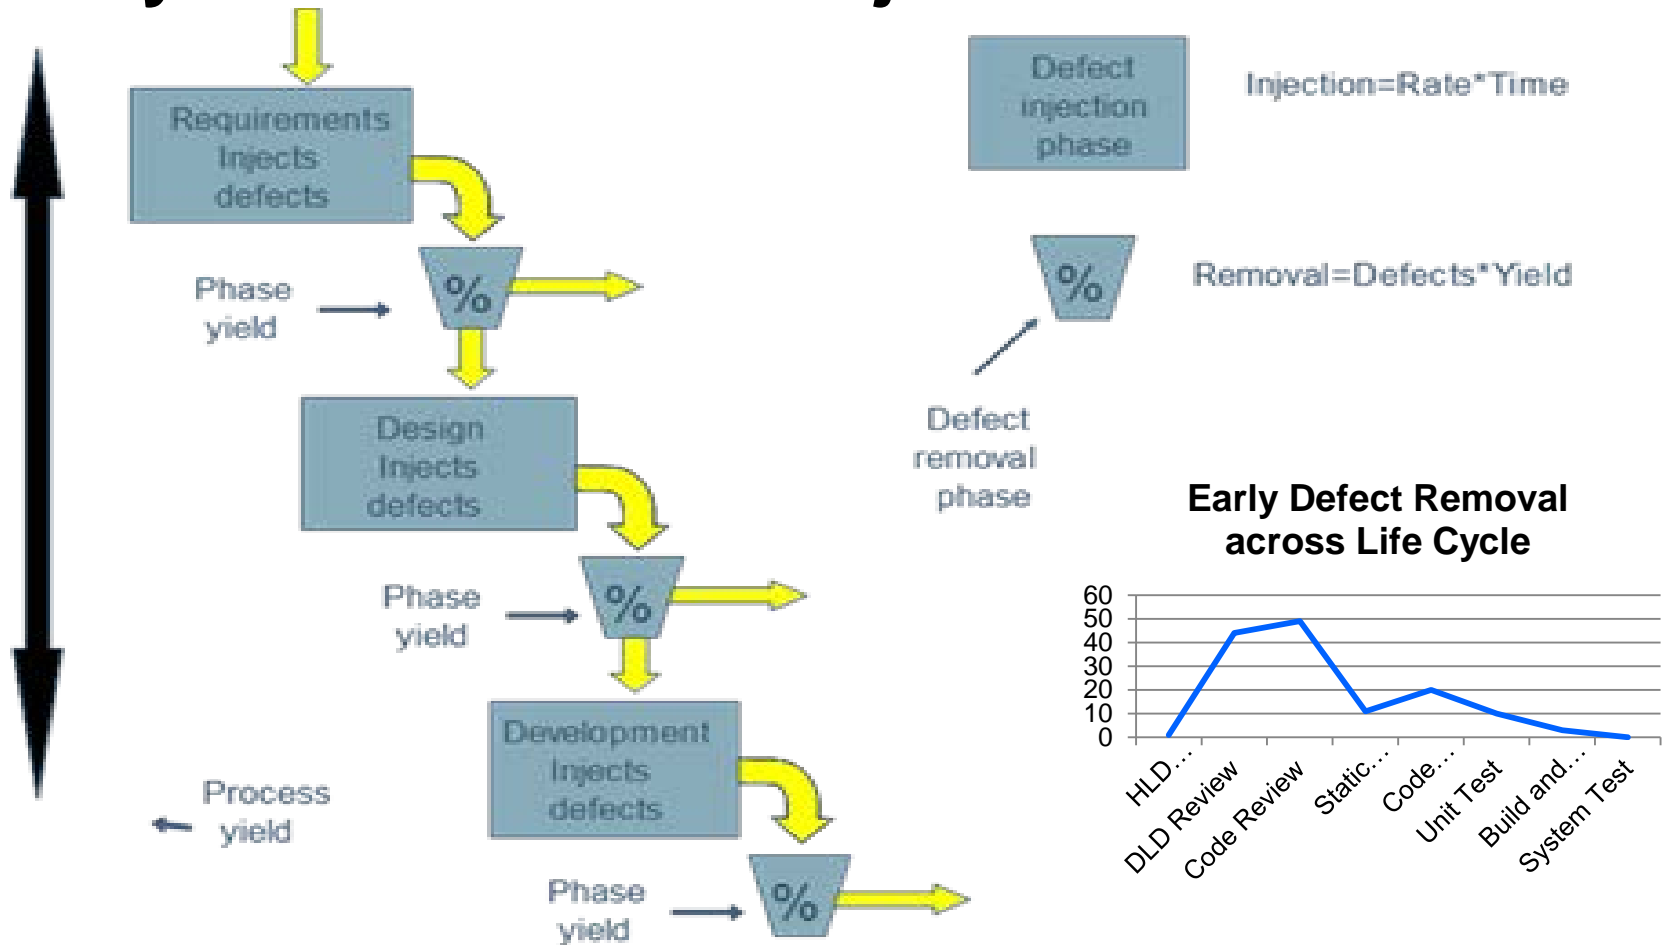 Requirements
Injects
defects
%
Phase
yield
Design
Injects
defects
%
Phase
yield
Development
Injects
defects
%
Phase
yield
Process
yield
Defect
injection
phase
Injection=Rate*Time
%
Removal=Defects*Yield
Defect
removal
phase
Early Defect Removal
across Life Cycle
60
50
40
30
20
10
0
HLD...
DLD Review
Code Review
Static...
Code...
Unit Test
Build and...
System Test